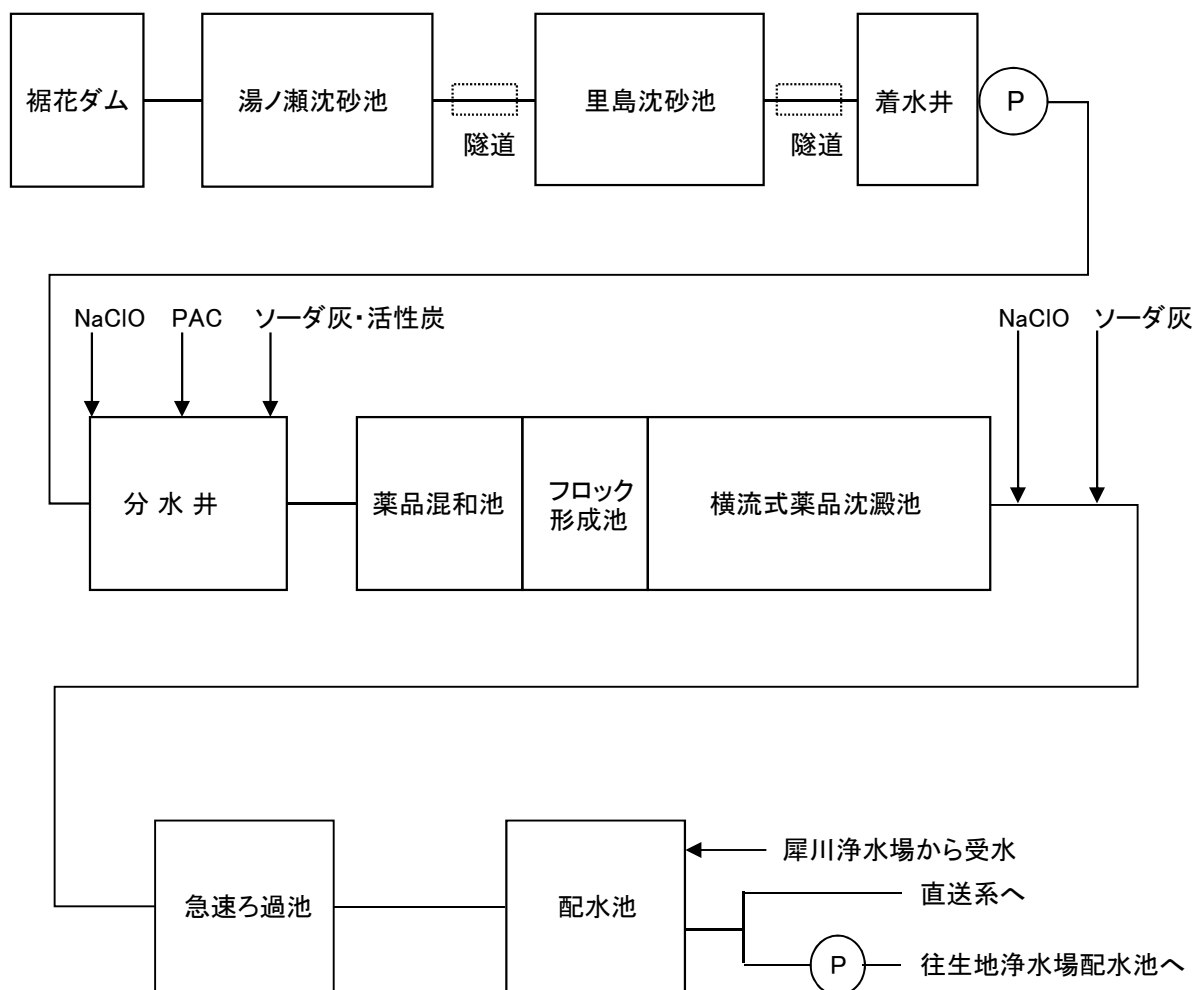 裾花ダム
湯ノ瀬沈砂池
隧道
里島沈砂池
隧道
着水井
P
NaClO
PAC
ソーダ灰・活性炭
NaClO
ソーダ灰
分水井
薬品混和池
フロック
形成池
横流式薬品沈澱池
急速ろ過池
配水池
犀川浄水場から受水
直送系へ
P
往生地浄水場配水池へ